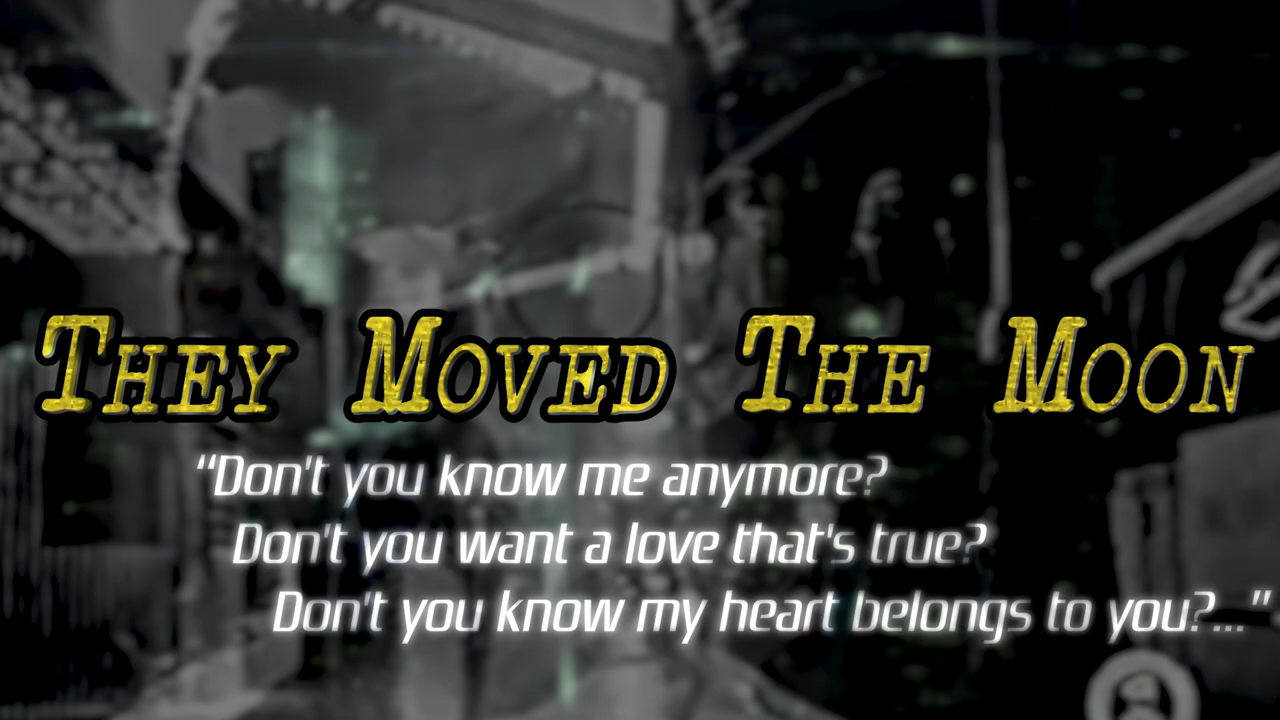 They Moved The Moon
“Don't you know me anymore?
Don't you want a love that's true?
Don't you know my heart belongs to you?...”